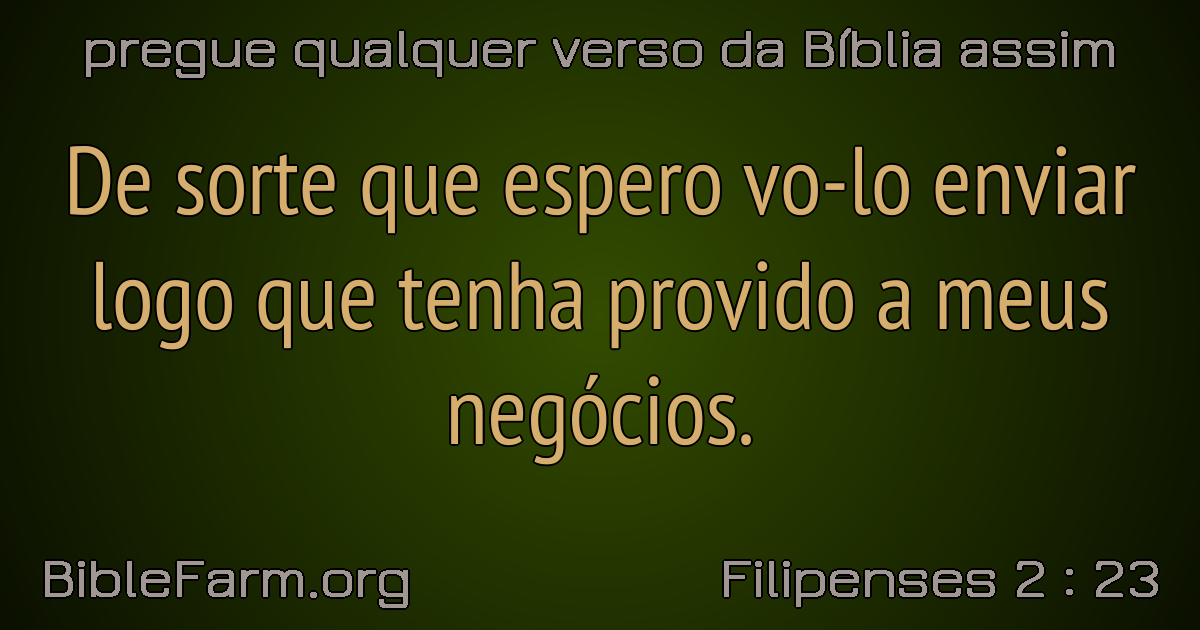 pregue qualquer verso da Bíblia assim
De sorte que espero vo-lo enviar
logo que tenha provido a meus
negócios.
BibleFarm.org
Filipenses 2 : 23